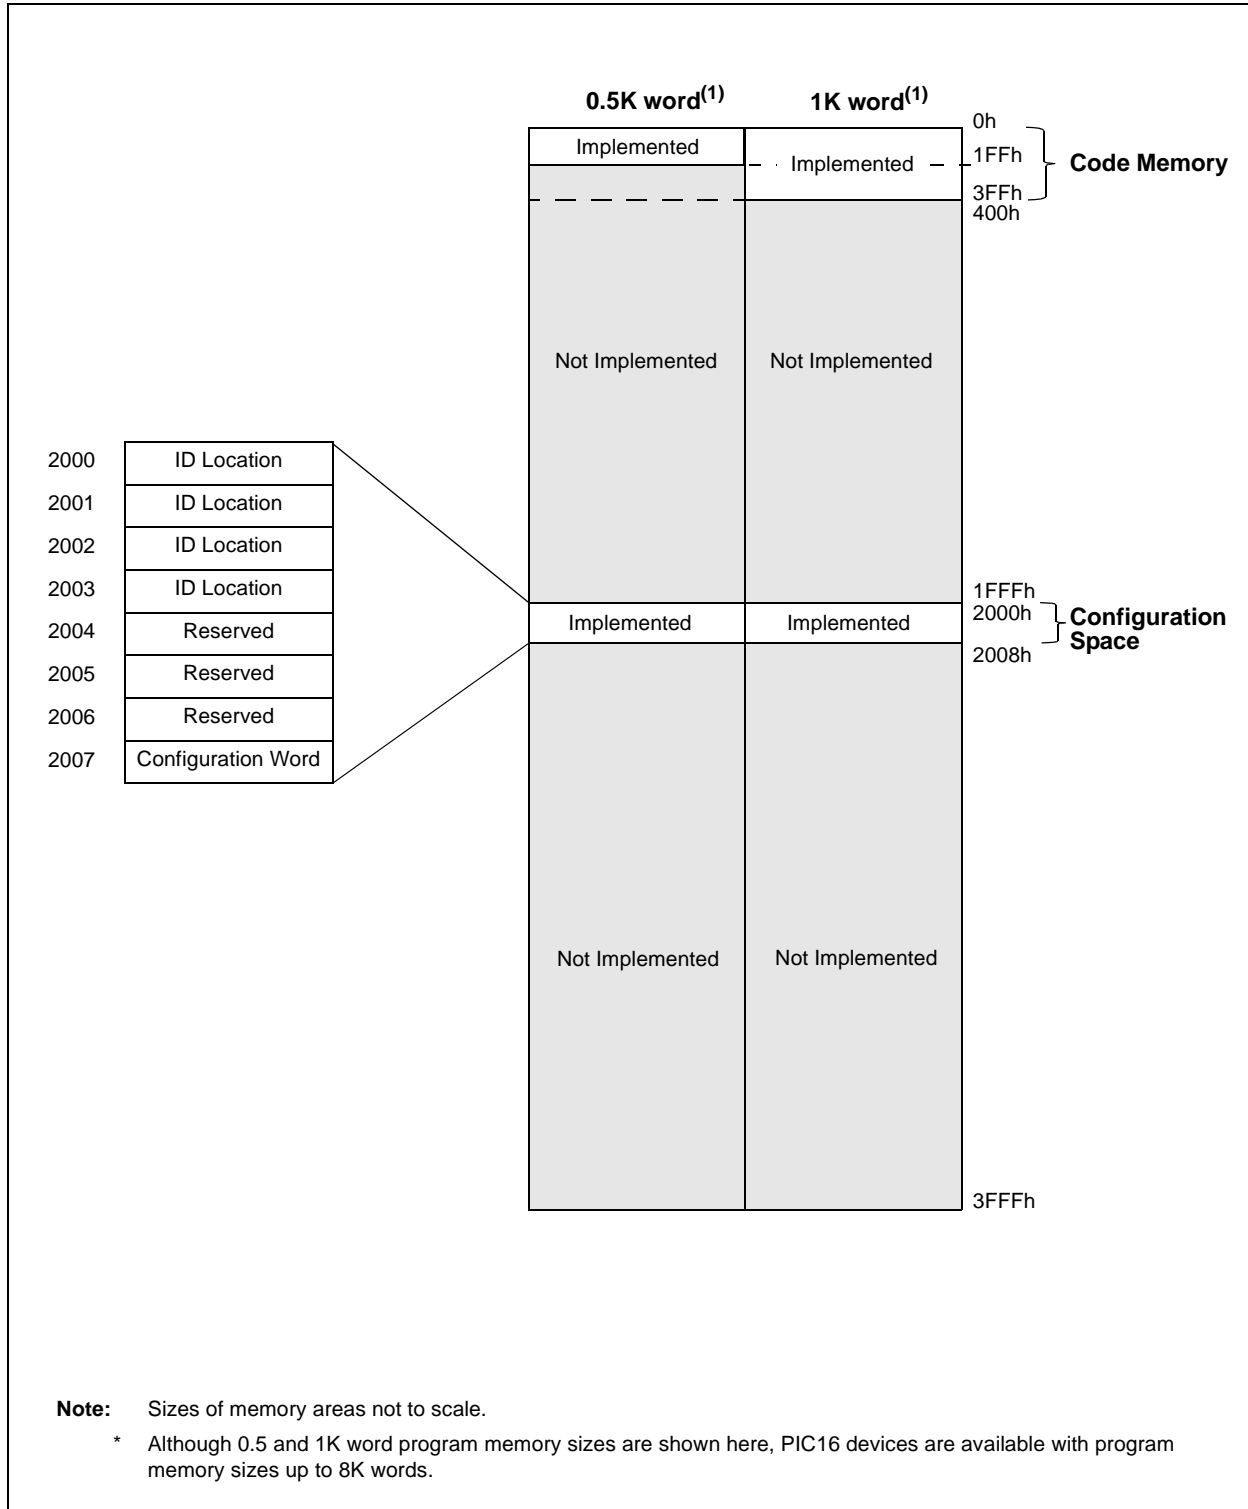 0.5K word(1) 1K word(1)
0h
Implemented
1FFh
Implemented
Code Memory
3FFh
400h
Not Implemented Not Implemented
2000 ID Location
2001 ID Location
2002 ID Location
2003 ID Location
2004 Reserved
2005 Reserved
2006 Reserved
2007 Configuration Word
1FFFh
Implemented Implemented
2000h
Configuration
Space
2008h
Not Implemented Not Implemented
3FFFh
Note: Sizes of memory areas not to scale.
* Although 0.5 and 1K word program memory sizes are shown here, PIC16 devices are available with program
memory sizes up to 8K words.